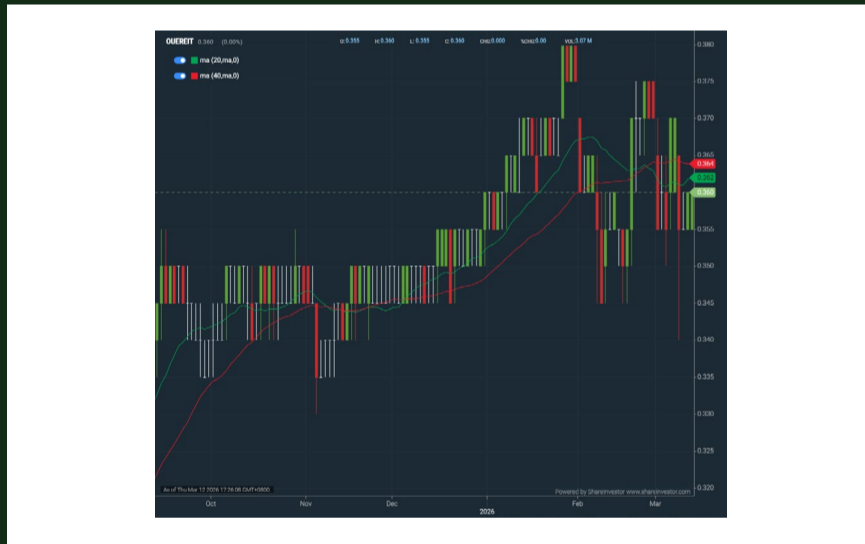 OUEREIT 0.360 (0.00%) O:0.355 H:0.360 L: 0.355 C: 0.360 CHG:0.000 %CHG:0.00 VOL:3.07 M
ma (20,ma,0)
ma (40,ma,0)
0.380
0.375
0.370
0.365
0.364
0.362
0.360
0.355
0.350
0.345
0.340
0.335
0.330
0.325
0.320
As of Thu Mar 12 2026 17:26:08 GMT+0800
Powered by ShareInvestor www.shareinvestor.com
Oct Nov Dec Feb Mar
2026